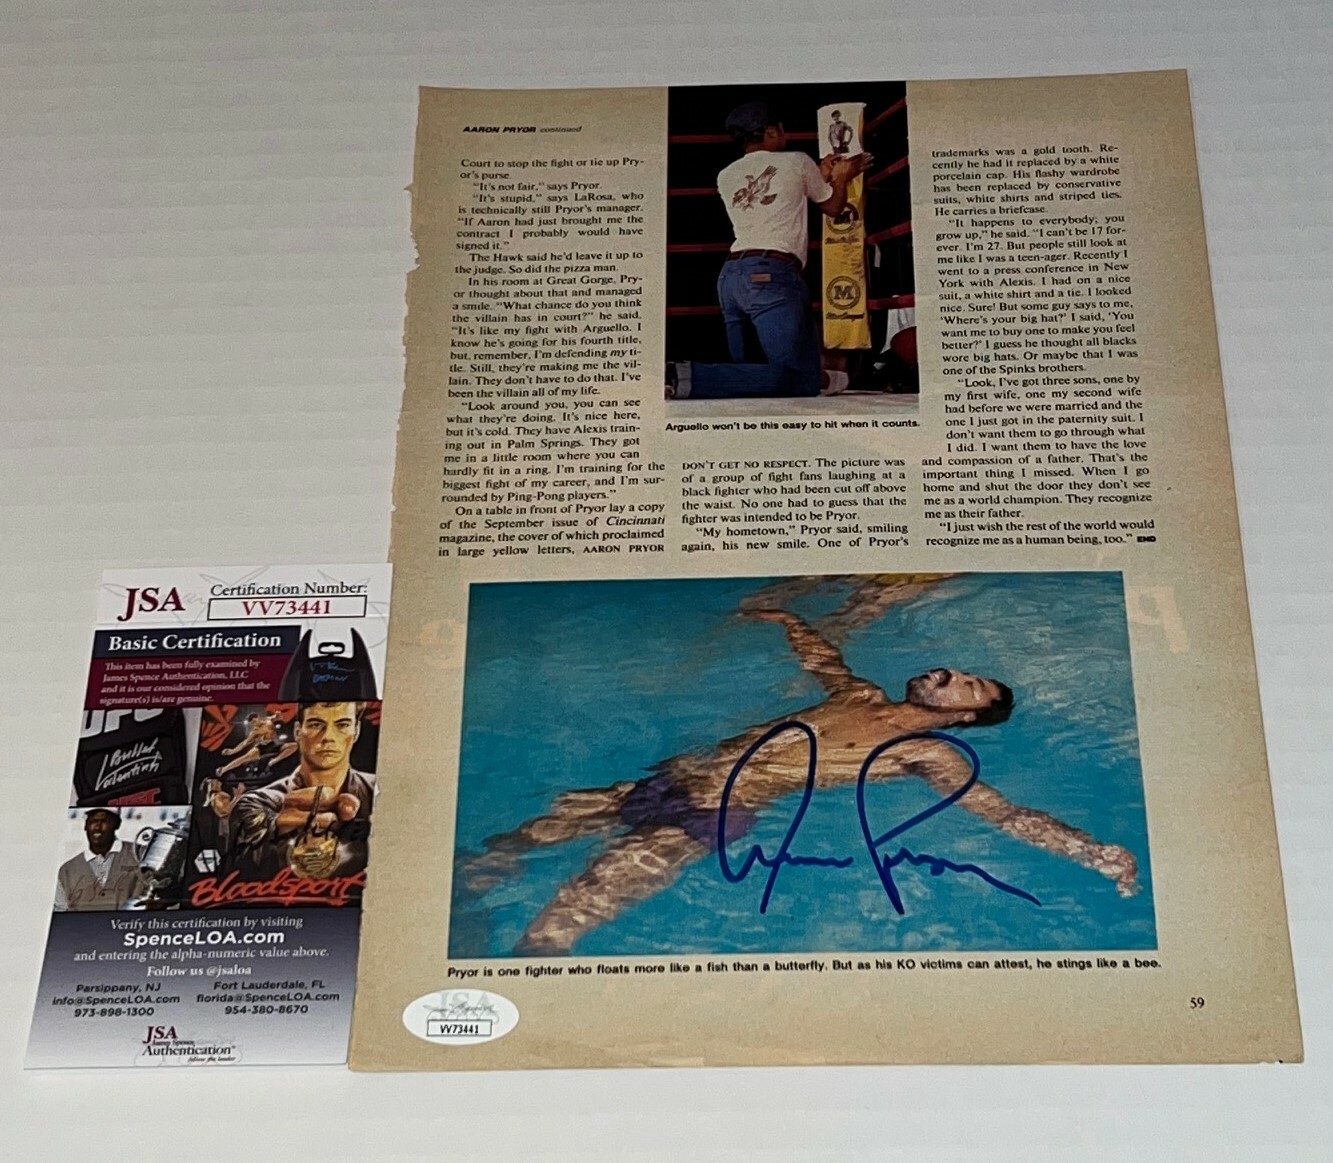 AARON PRYOR continued
Court to stop the fight or tie up Pry-
or's purse.
"It's not fair," says Pryor.
"It's stupid," says LaRosa, who
is technically still Pryor's manager.
"If Aaron had just brought me the
contract I probably would have
signed it."
The Hawk said he'd leave it up to
the judge. So did the pizza man.
In his room at Great Gorge, Pry-
or thought about that and managed
a smile. "What chance do you think
the villain has in court?" he said.
"It's like my fight with Arguello. I
know he's going for his fourth title,
but, remember, I'm defending my ti-
tle. Still, they're making me the vil-
lain. They don't have to do that. I've
been the villain all of my life.
"Look around you, you can see
what they're doing. It's nice here,
but it's cold. They have Alexis train-
ing out in Palm Springs. They got
me in a little room where you can
hardly fit in a ring. I'm training for the
biggest fight of my career, and I'm sur-
rounded by Ping-Pong players."
On a table in front of Pryor lay a copy
of the September issue of Cincinnati
magazine, the cover of which proclaimed
in large yellow letters, AARON PRYOR
M
M
Arguello won't be this easy to hit when it counts.
DON'T GET NO RESPECT. The picture was
of a group of fight fans laughing at a
black fighter who had been cut off above
the waist. No one had to guess that the
fighter was intended to be Pryor.
"My hometown," Pryor said, smiling
again, his new smile. One of Pryor's
trademarks was a gold tooth. Re-
cently he had it replaced by a white
porcelain cap. His flashy wardrobe
has been replaced by conservative
suits, white shirts and striped ties.
He carries a briefcase.
"It happens to everybody; you
grow up," he said. "I can't be 17 for-
ever. I'm 27. But people still look at
me like I was a teen-ager. Recently I
went to a press conference in New
York with Alexis. I had on a nice
suit, a white shirt and a tie. I looked
nice. Sure! But some guy says to me,
'Where's your big hat?' I said, 'You
want me to buy one to make you feel
better?' I guess he thought all blacks
wore big hats. Or maybe that I was
one of the Spinks brothers.
"Look, I've got three sons, one by
my first wife, one my second wife
had before we were married and the
one I just got in the paternity suit. I
don't want them to go through what
I did. I want them to have the love
and compassion of a father. That's the
important thing I missed. When I go
home and shut the door they don't see
me as a world champion. They recognize
me as their father.
"I just wish the rest of the world would
recognize me as a human being, too." END
Aaron Pryor
Pryor is one fighter who floats more like a fish than a butterfly. But as his KO victims can attest, he stings like a bee.
59
JSA
VV73441
JSA
Certification Number:
VV73441
Basic Certification
This item has been fully examined by
James Spence Authentication, LLC
and it is our considered opinion that the
signature(s) is/are genuine.
UFC
Bullet
Valentina
Bloodsport
Verify this certification by visiting
SpenceLOA.com
and entering the alpha-numeric value above.
Follow us @jsaloa
Parsippany, NJ
info@SpenceLOA.com
973-898-1300
Fort Lauderdale, FL
florida@SpenceLOA.com
954-380-8670
JSA
James Spence
Authentication